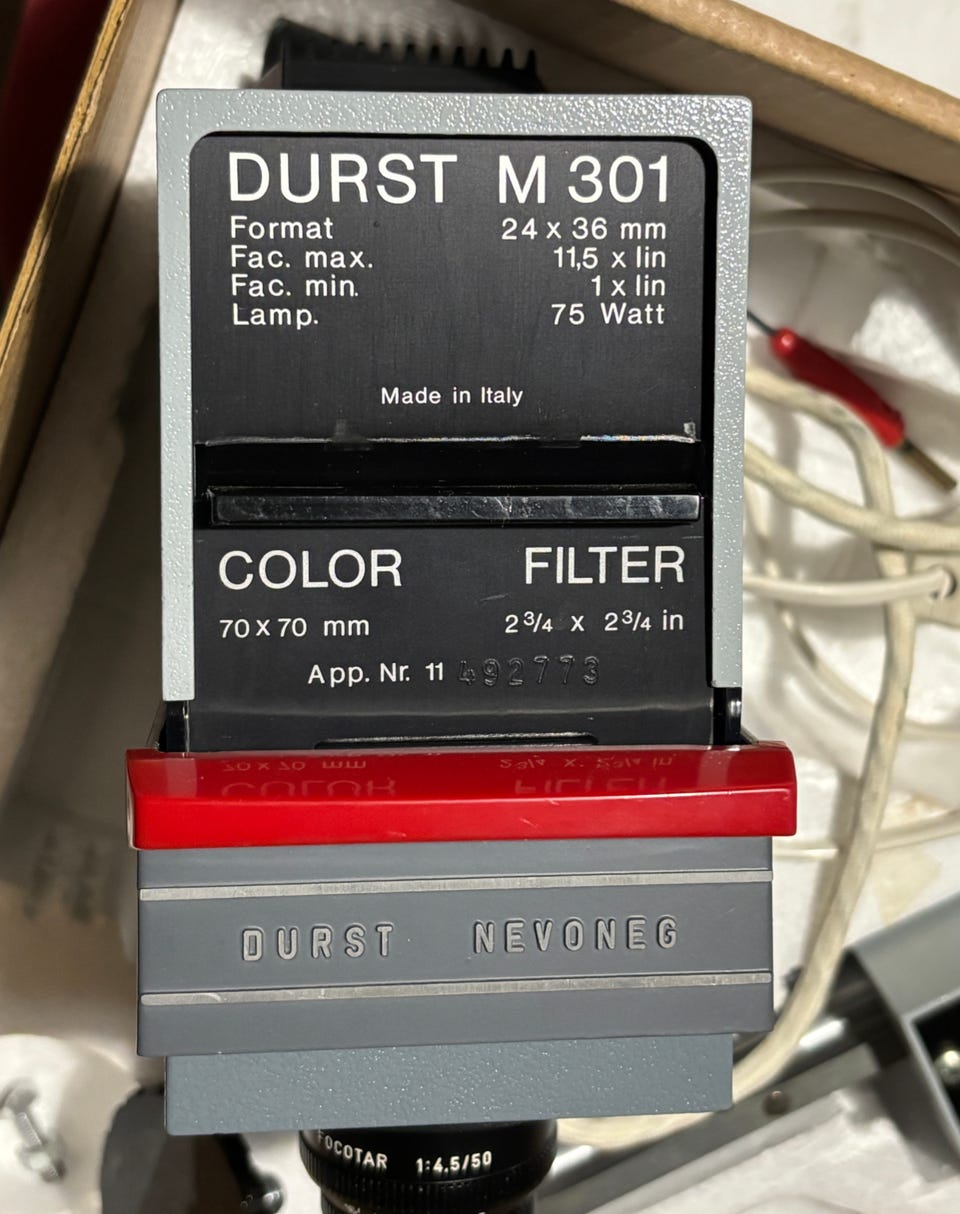 DURST M 301
Format 24 x 36 mm
Fac. max. 11,5 x lin
Fac. min. 1 x lin
Lamp. 75 Watt
Made in Italy
COLOR FILTER
70 x 70 mm 2 3/4 x 2 3/4 in
App. Nr. 11 492773
DURST NEVONEG
FOCOTAR 1:4.5/50